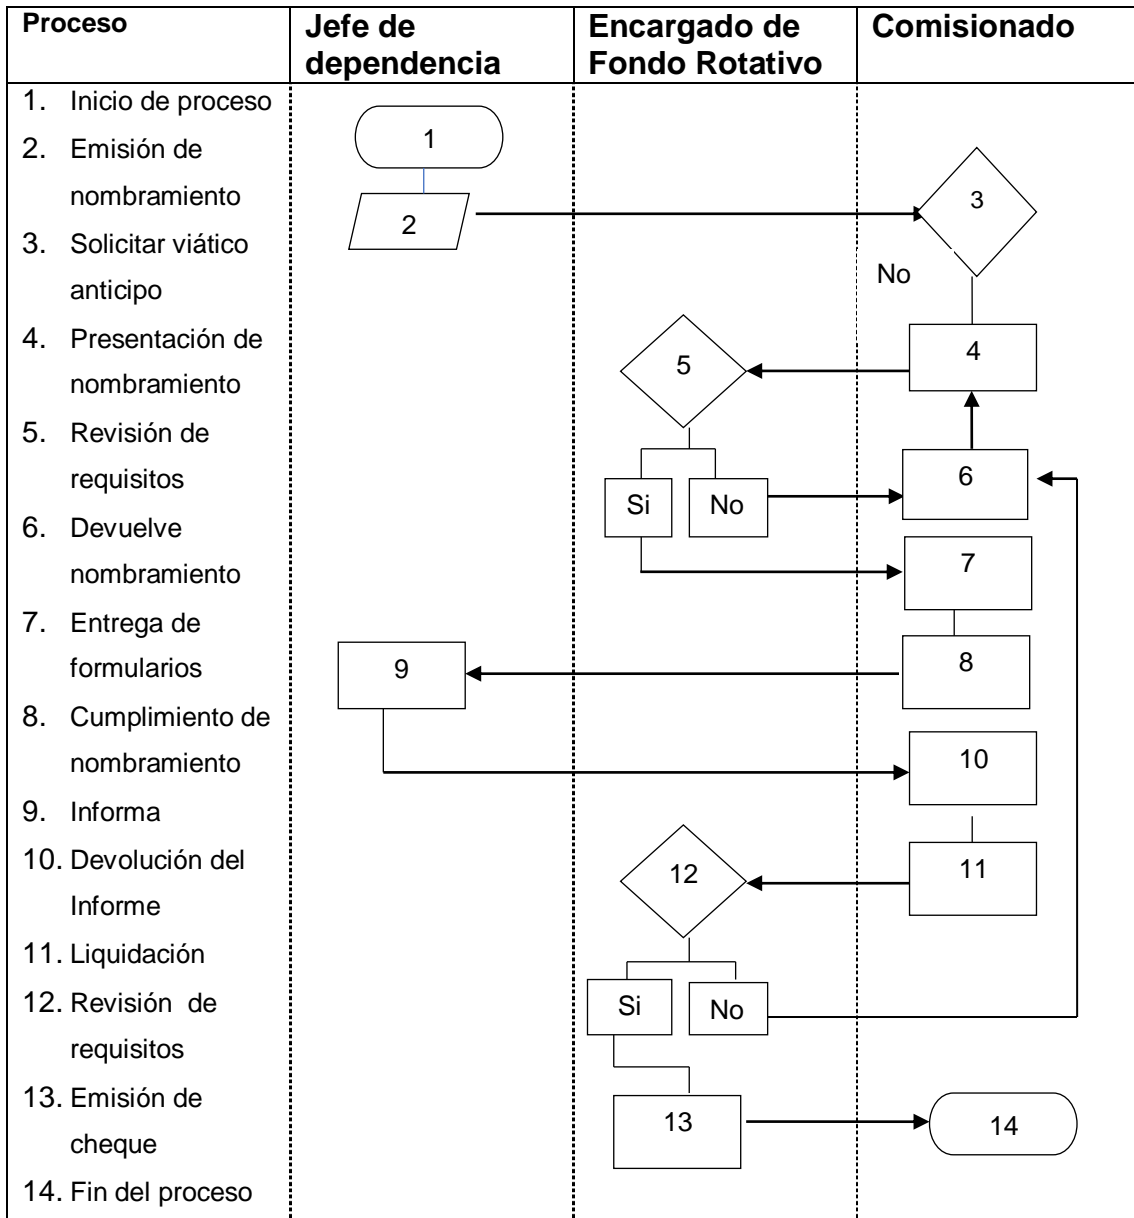 Proceso
Jefe de
dependencia
Encargado de
Fondo Rotativo
Comisionado
1. Inicio de proceso
2. Emisión de
nombramiento
3. Solicitar viático
anticipo
4. Presentación de
nombramiento
5. Revisión de
requisitos
6. Devuelve
nombramiento
7. Entrega de
formularios
8. Cumplimiento de
nombramiento
9. Informa
10. Devolución del
Informe
11. Liquidación
12. Revisión de
requisitos
13. Emisión de
cheque
14. Fin del proceso
1
2
3
No
4
5
6
Si
No
7
8
9
10
11
12
Si
No
13
14